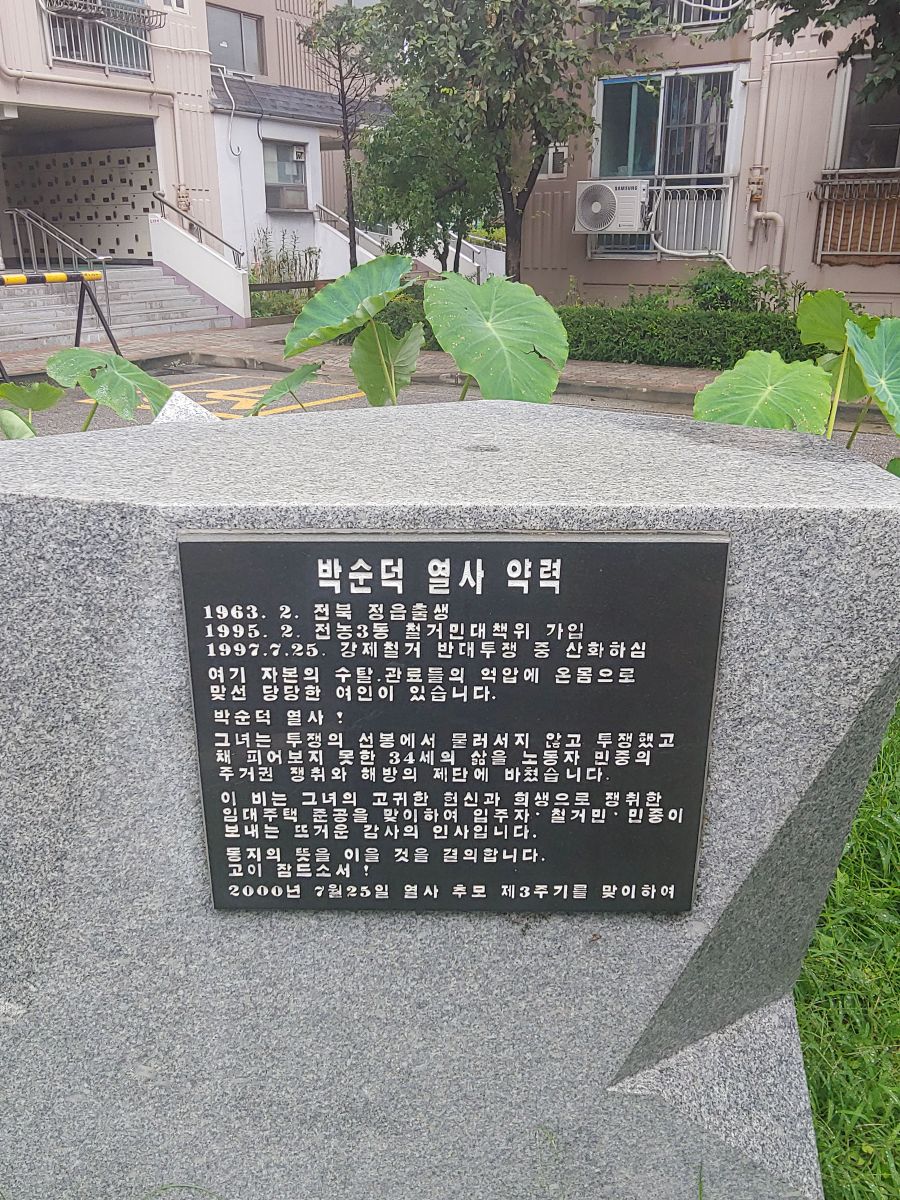 SAMSUNG
박순덕 열사 약력
1963. 2. 전북 정읍출생
1995. 2. 전농3동 철거민대책위 가입
1997.7.25. 강제철거 반대투쟁 중 산화하심
여기 자본의 수탈.관료들의 억압에 온몸으로
맞선 당당한 여인이 있습니다.
박순덕 열사 !
그녀는 투쟁의 선봉에서 물러서지 않고 투쟁했고
채 피어보지 못한 34세의 삶을 노동자 민중의
주거권 쟁취와 해방의 제단에 바쳤습니다.
이 비는 그녀의 고귀한 헌신과 희생으로 쟁취한
임대주택 준공을 맞이하여 입주자·철거민·민중이
보내는 뜨거운 감사의 인사입니다.
동지의 뜻을 이을 것을 결의합니다.
고이 잠드소서 !
2000년 7월25일 열사 추모 제3주기를 맞이하여